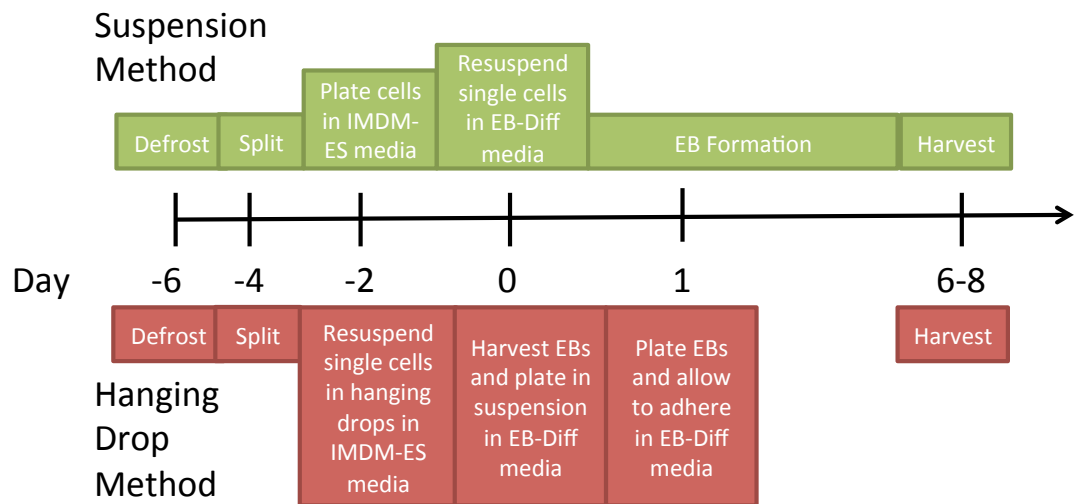 Suspension
Method
Defrost
Split
Plate cells
in IMDM-
ES media
Resuspend
single cells
in EB-Diff
media
EB Formation
Harvest
Day
-6
-4
-2
0
1
6-8
Defrost
Split
Resuspend
single cells
in hanging
drops in
IMDM-ES
media
Harvest EBs
and plate in
suspension
in EB-Diff
media
Plate EBs
and allow
to adhere
in EB-Diff
media
Harvest
Hanging
Drop
Method